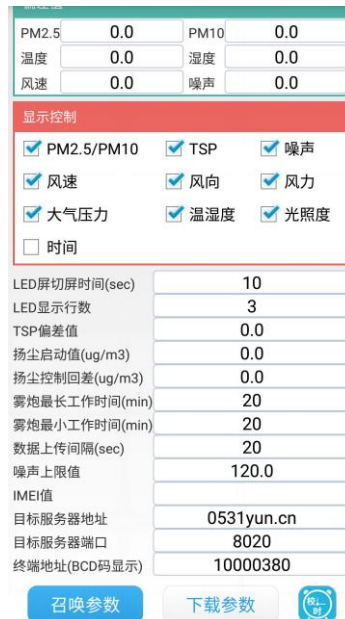 PM2.5 0.0 PM10 0.0
温度 0.0 湿度 0.0
风速 0.0 噪声 0.0
显示控制
PM2.5/PM10 TSP 噪声
风速 风向 风力
大气压力 温湿度 光照度
时间
LED屏切屏时间(sec) 10
LED显示行数 3
TSP偏差值 0.0
扬尘启动值(ug/m3) 0.0
扬尘控制回差(ug/m3) 0.0
雾炮最长工作时间(min) 20
雾炮最小工作时间(min) 20
数据上传间隔(sec) 20
噪声上限值 120.0
IMEI值
目标服务器地址 0531yun.cn
目标服务器端口 8020
终端地址(BCD码显示) 10000380
召唤参数 下载参数 校时